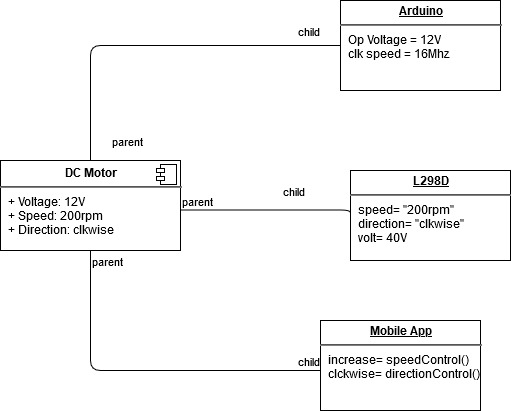 Arduino
child
Op Voltage = 12V
clk speed = 16Mhz
parent
DC Motor
+ Voltage: 12V
+ Speed: 200rpm
+ Direction: clkwise
parent
child
L298D
speed= "200rpm"
direction= "clkwise"
volt= 40V
parent
Mobile App
child
increase= speedControl()
clckwise= directionControl()